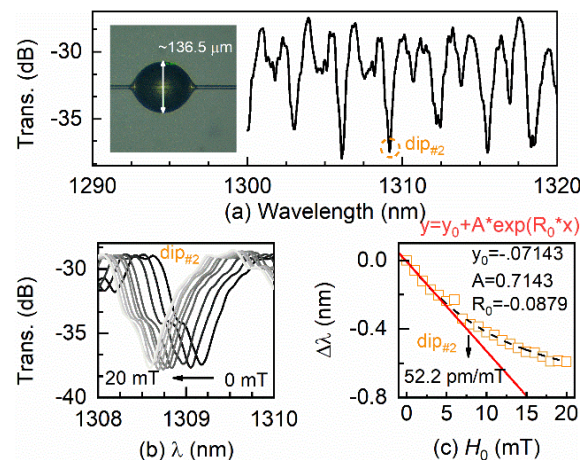 ~136.5 μm
Trans. (dB)
-30
-35
dip#2
1290
1300
1310
1320
(a) Wavelength (nm)
y=y0+A*exp(R0*x)
Trans. (dB)
-30
-35
-40
dip#2
20 mT
0 mT
1308
1309
1310
(b) λ (nm)
Δλ (nm)
0.0
-0.4
-0.8
y0=-.07143
A=0.7143
R0=-0.0879
dip#2
52.2 pm/mT
0
5
10
15
20
(c) H0 (mT)